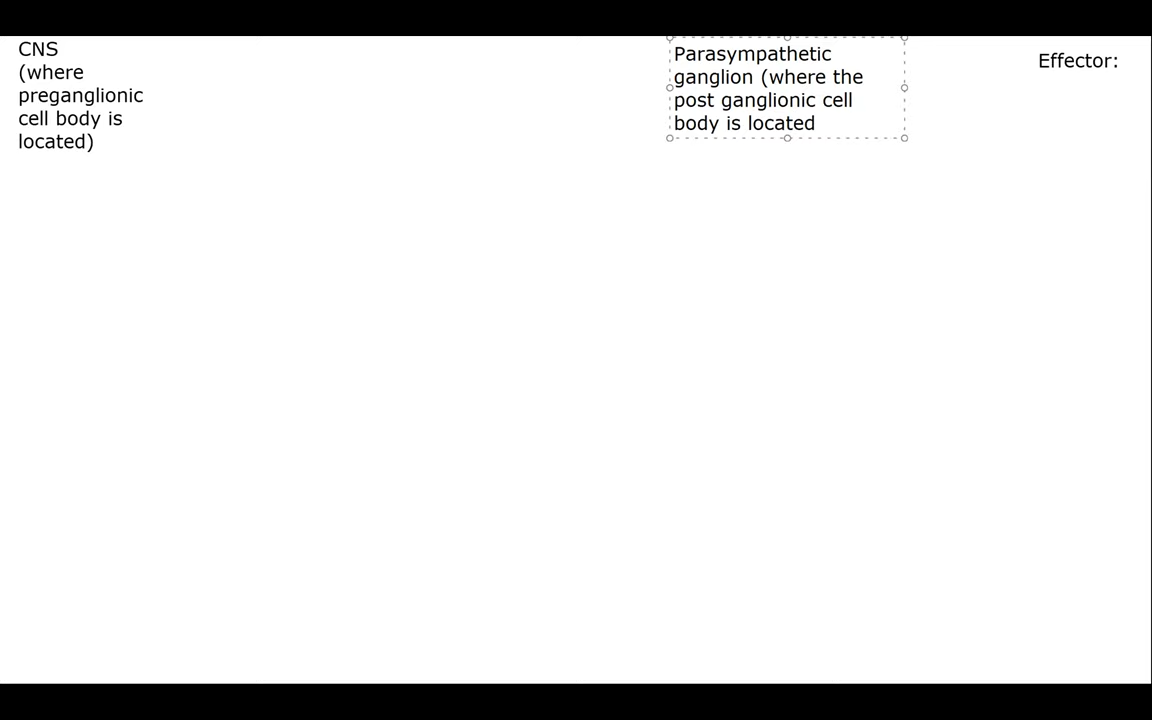 CNS
(where
preganglionic
cell body is
located)
Parasympathetic
ganglion (where the
post ganglionic cell
body is located
Effector: